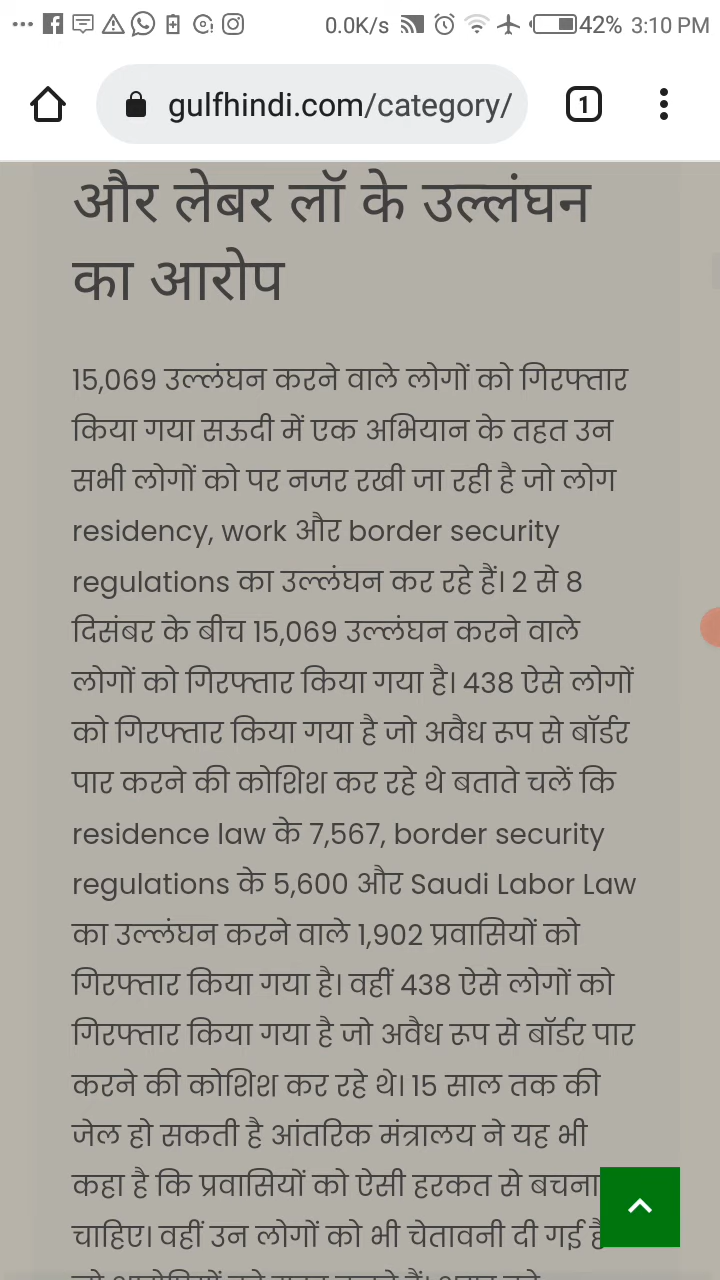 0.0K/s 42% 3:10 PM
gulfhindi.com/category/
1
और लेबर लॉ के उल्लंघन
का आरोप
15,069 उल्लंघन करने वाले लोगों को गिरफ्तार
किया गया सऊदी में एक अभियान के तहत उन
सभी लोगों को पर नजर रखी जा रही है जो लोग
residency, work और border security
regulations का उल्लंघन कर रहे हैं। 2 से 8
दिसंबर के बीच 15,069 उल्लंघन करने वाले
लोगों को गिरफ्तार किया गया है। 438 ऐसे लोगों
को गिरफ्तार किया गया है जो अवैध रूप से बॉर्डर
पार करने की कोशिश कर रहे थे बताते चलें कि
residence law के 7,567, border security
regulations के 5,600 और Saudi Labor Law
का उल्लंघन करने वाले 1,902 प्रवासियों को
गिरफ्तार किया गया है। वहीं 438 ऐसे लोगों को
गिरफ्तार किया गया है जो अवैध रूप से बॉर्डर पार
करने की कोशिश कर रहे थे। 15 साल तक की
जेल हो सकती है आंतरिक मंत्रालय ने यह भी
कहा है कि प्रवासियों को ऐसी हरकत से बचना
चाहिए। वहीं उन लोगों को भी चेतावनी दी गई है